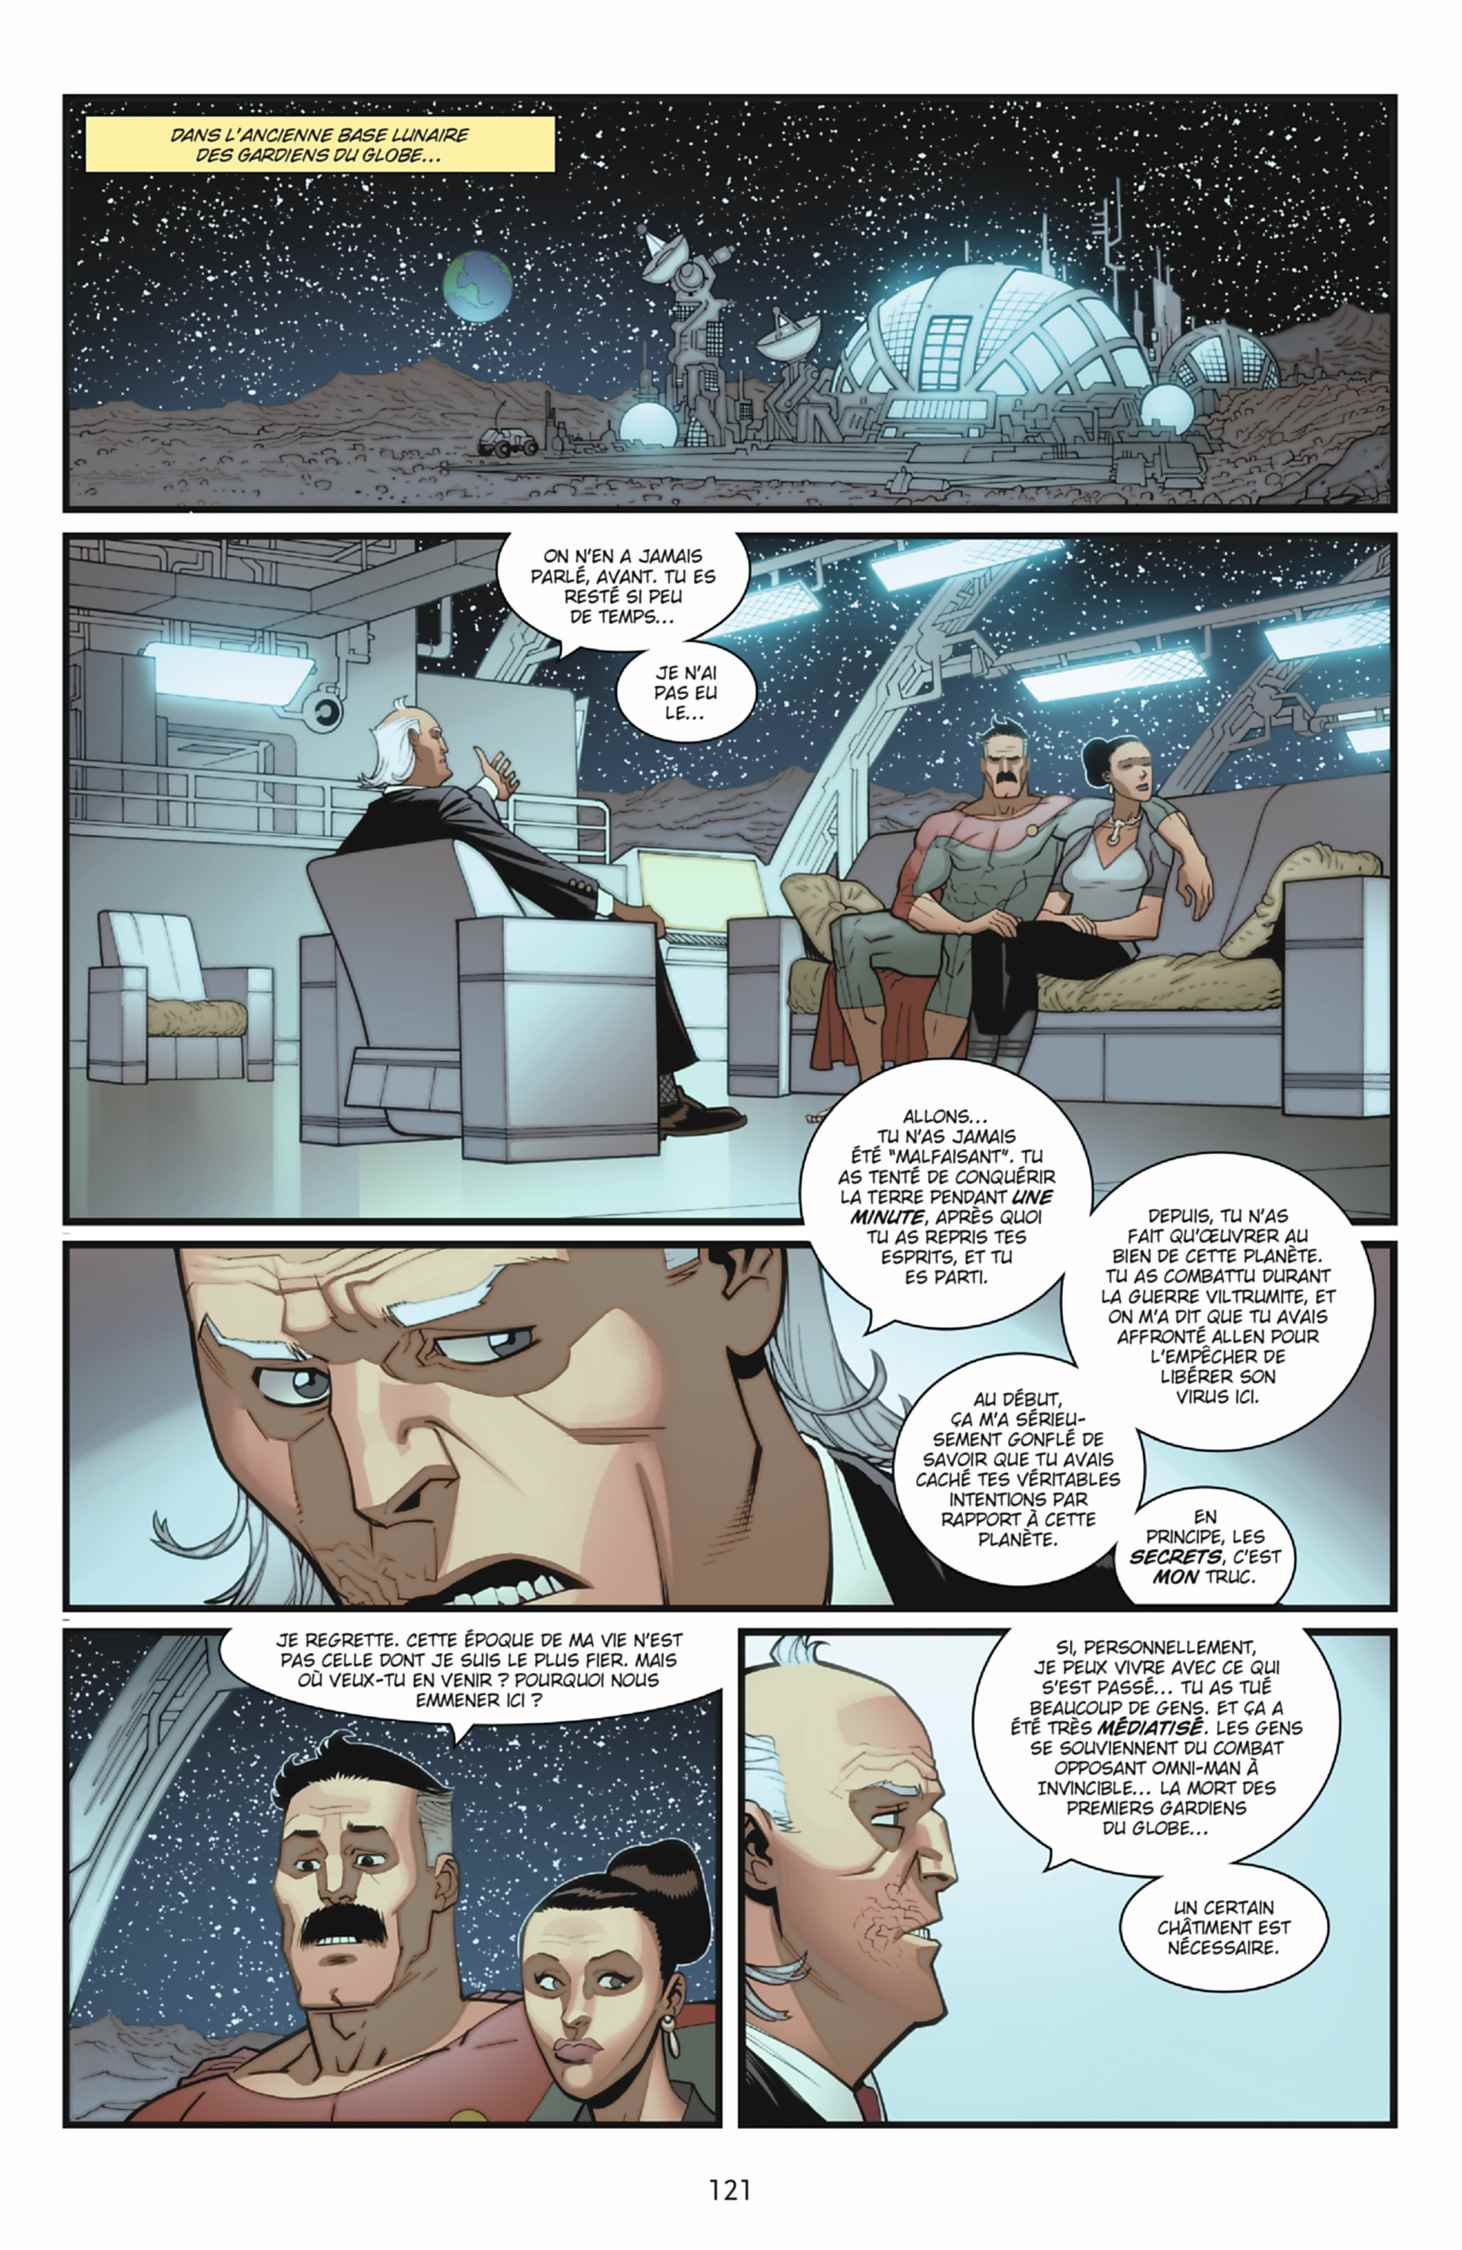 DANS L'ANCIENNE BASE LUNAIRE
DES GARDIENS DU GLOBE...
ON N'EN A JAMAIS
PARLÉ, AVANT. TU ES
RESTÉ SI PEU
DE TEMPS...
JE N'AI
PAS EU
LE...
ALLONS...
TU N'AS JAMAIS
ÉTÉ "MALFAISANT". TU
AS TENTÉ DE CONQUÉRIR
LA TERRE PENDANT UNE
MINUTE, APRÈS QUOI
TU AS REPRIS TES
ESPRITS, ET TU
ES PARTI.
DEPUIS, TU N'AS
FAIT QU'ŒUVRER AU
BIEN DE CETTE PLANÈTE.
TU AS COMBATTU DURANT
LA GUERRE VILTRUMITE, ET
ON M'A DIT QUE TU AVAIS
AFFRONTÉ ALLEN POUR
L'EMPÊCHER DE
LIBÉRER SON
VIRUS ICI.
AU DÉBUT,
ÇA M'A SÉRIEU-
SEMENT GONFLÉ DE
SAVOIR QUE TU AVAIS
CACHÉ TES VÉRITABLES
INTENTIONS PAR
RAPPORT À CETTE
PLANÈTE.
EN
PRINCIPE, LES
SECRETS, C'EST
MON TRUC.
JE REGRETTE. CETTE ÉPOQUE DE MA VIE N'EST
PAS CELLE DONT JE SUIS LE PLUS FIER. MAIS
OÙ VEUX-TU EN VENIR ? POURQUOI NOUS
EMMENER ICI ?
SI, PERSONNELLEMENT,
JE PEUX VIVRE AVEC CE QUI
S'EST PASSÉ... TU AS TUÉ
BEAUCOUP DE GENS. ET ÇA A
ÉTÉ TRÈS MÉDIATISÉ. LES GENS
SE SOUVIENNENT DU COMBAT
OPPOSANT OMNI-MAN À
INVINCIBLE... LA MORT DES
PREMIERS GARDIENS
DU GLOBE...
UN CERTAIN
CHÂTIMENT EST
NÉCESSAIRE.
121